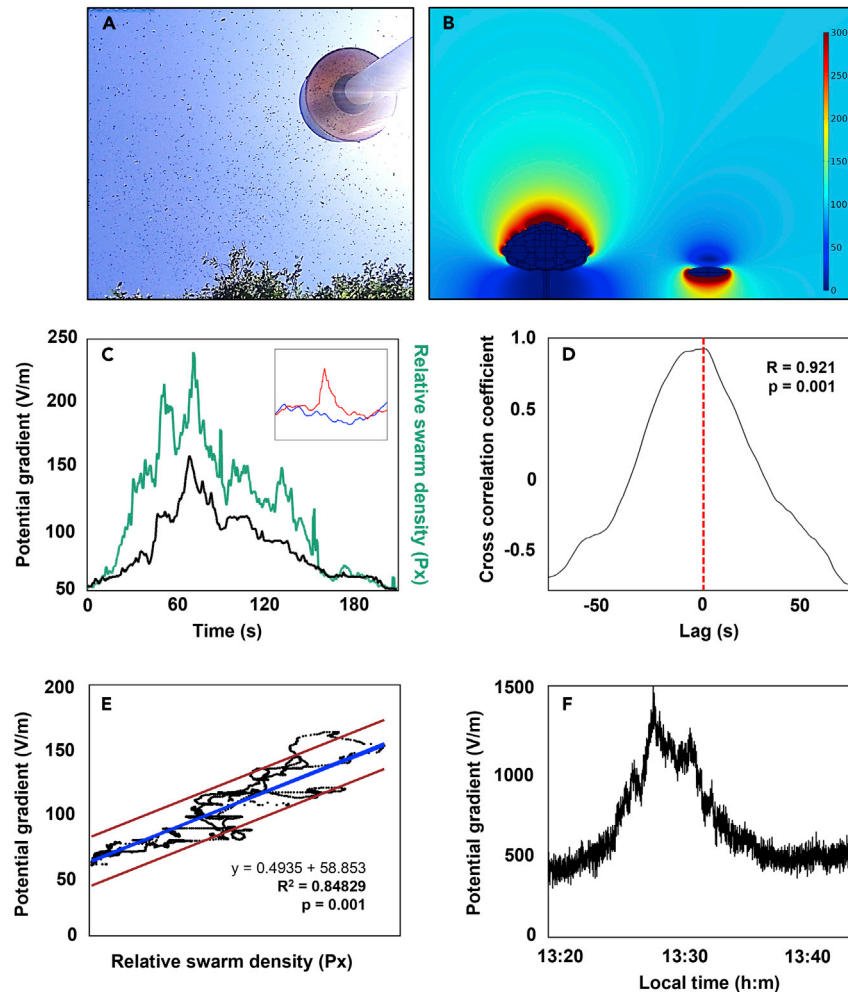 A
B
300
250
200
150
100
50
0
C
Potential gradient (V/m)
250
200
150
100
50
0
60
120
180
Time (s)
Relative swarm density (Px)
D
Cross correlation coefficient
1.0
0.5
0
-0.5
R = 0.921
p = 0.001
-50
0
50
Lag (s)
E
Potential gradient (V/m)
200
150
100
50
0
y = 0.4935 + 58.853
R² = 0.84829
p = 0.001
Relative swarm density (Px)
F
Potential gradient (V/m)
1500
1000
500
0
13:20
13:30
13:40
Local time (h:m)